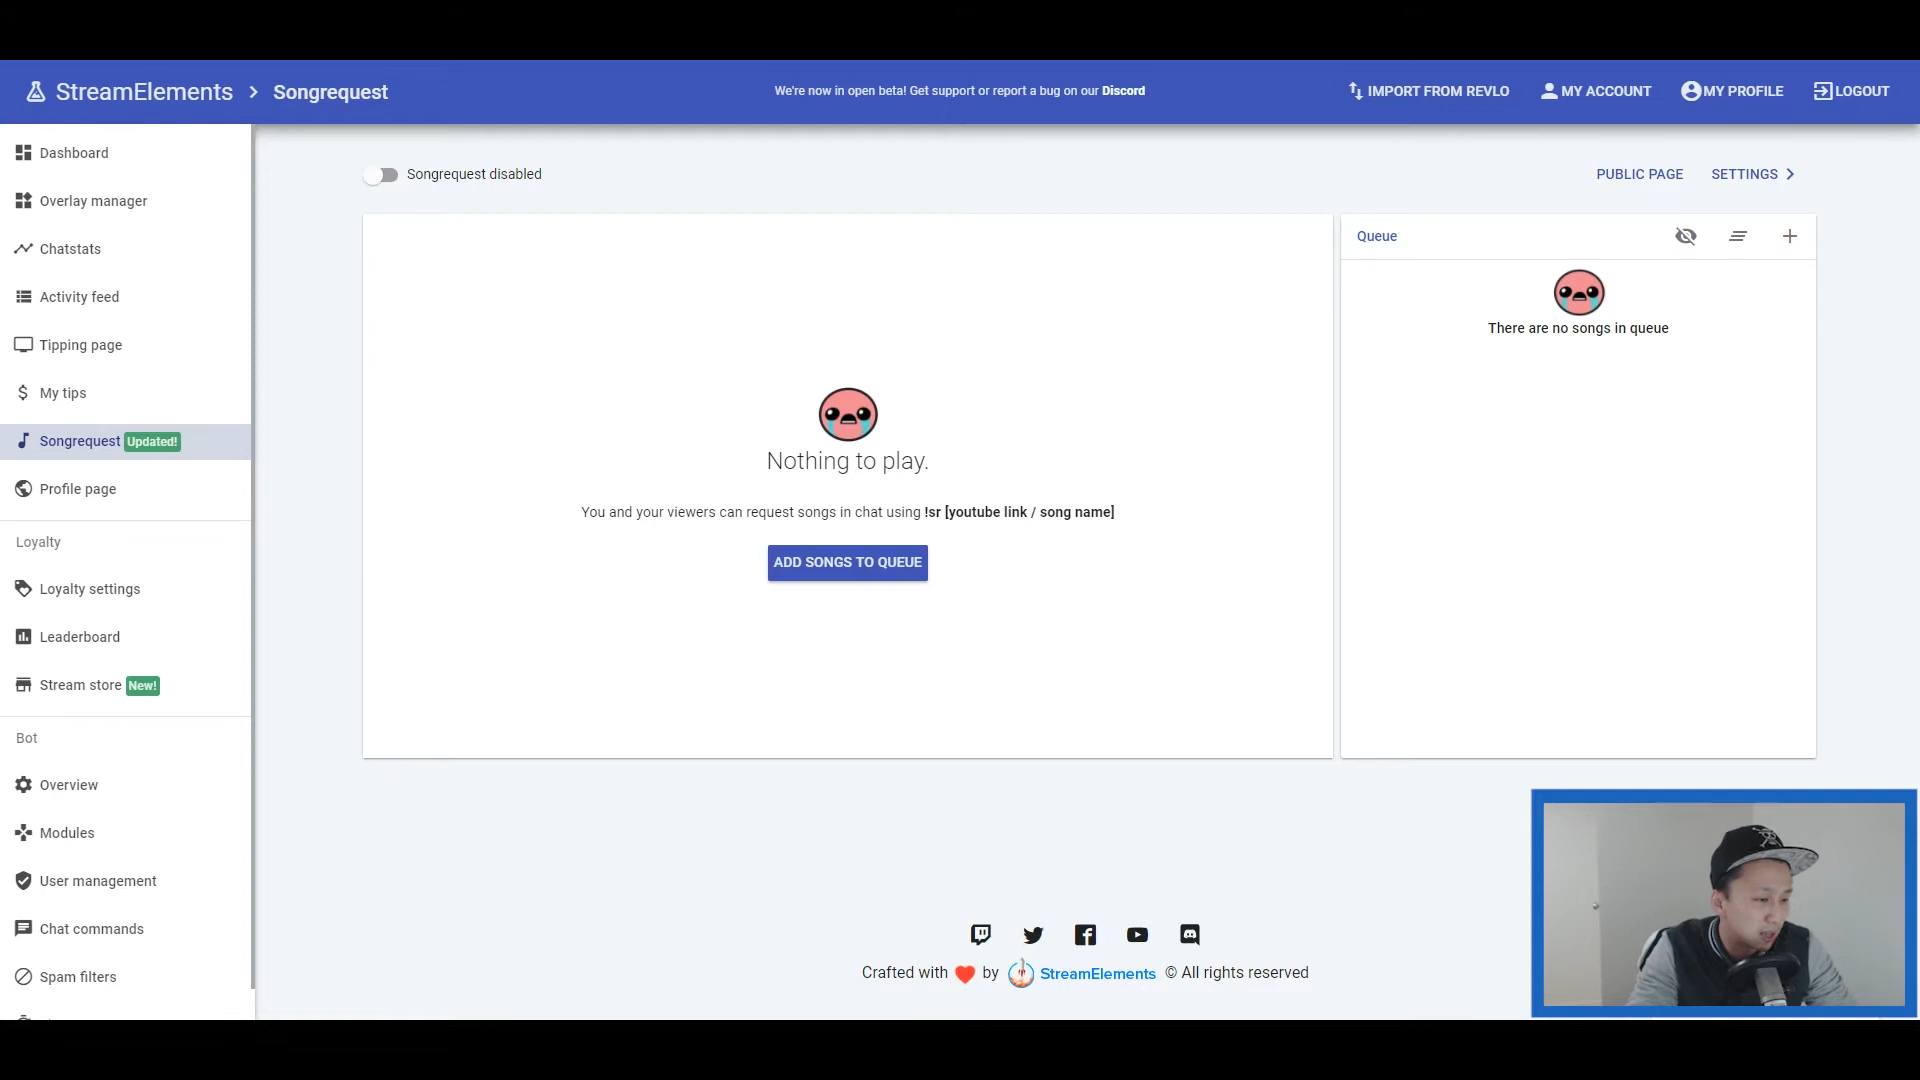 StreamElements > Songrequest
We're now in open beta! Get support or report a bug on our Discord
IMPORT FROM REVLO
MY ACCOUNT
MY PROFILE
LOGOUT
Dashboard
Overlay manager
Chatstats
Activity feed
Tipping page
My tips
Songrequest Updated!
Profile page
Loyalty
Loyalty settings
Leaderboard
Stream store New!
Bot
Overview
Modules
User management
Chat commands
Spam filters
Songrequest disabled
PUBLIC PAGE
SETTINGS
Nothing to play.
You and your viewers can request songs in chat using !sr [youtube link / song name]
ADD SONGS TO QUEUE
Queue
There are no songs in queue
Crafted with ❤ by StreamElements © All rights reserved